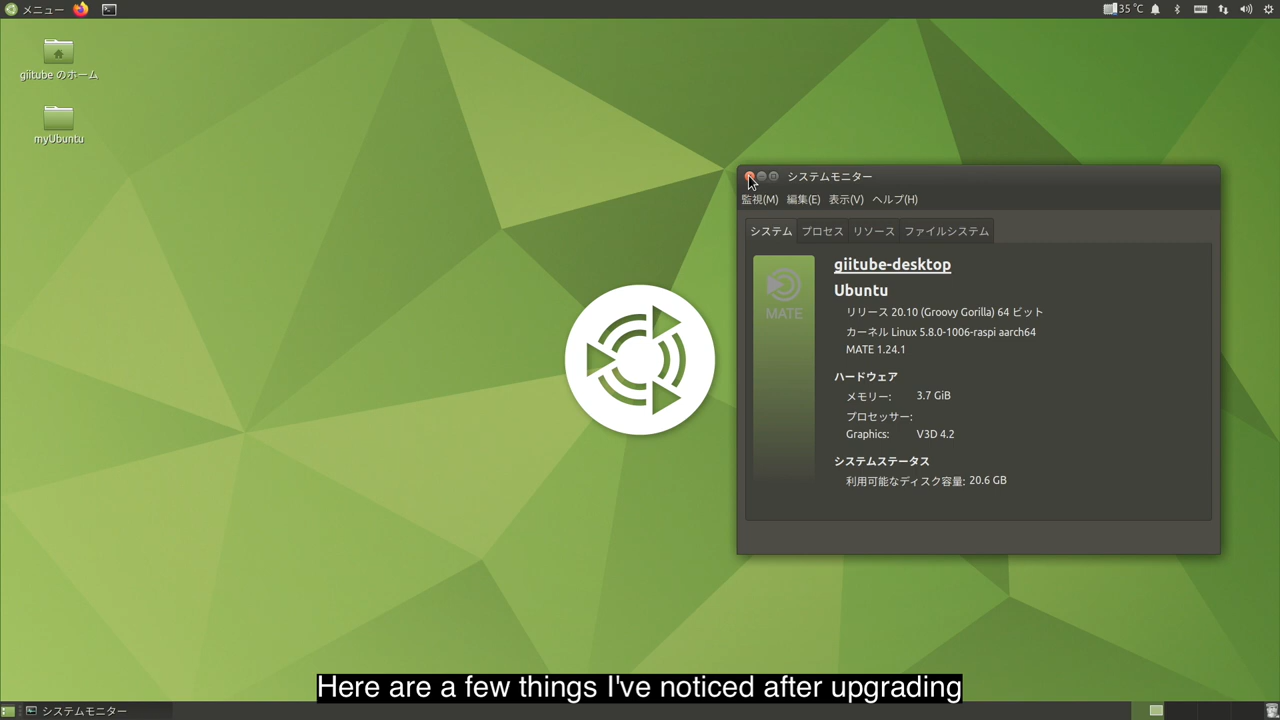 メニュー
35 °C
giitube のホーム
myUbuntu
システムモニター
監視(M) 編集(E) 表示(V) ヘルプ(H)
システム プロセス リソース ファイルシステム
MATE
giitube-desktop
Ubuntu
リリース 20.10 (Groovy Gorilla) 64 ビット
カーネル Linux 5.8.0-1006-raspi aarch64
MATE 1.24.1
ハードウェア
メモリー: 3.7 GiB
プロセッサー:
Graphics: V3D 4.2
システムステータス
利用可能なディスク容量: 20.6 GB
Here are a few things I've noticed after upgrading
システムモニター